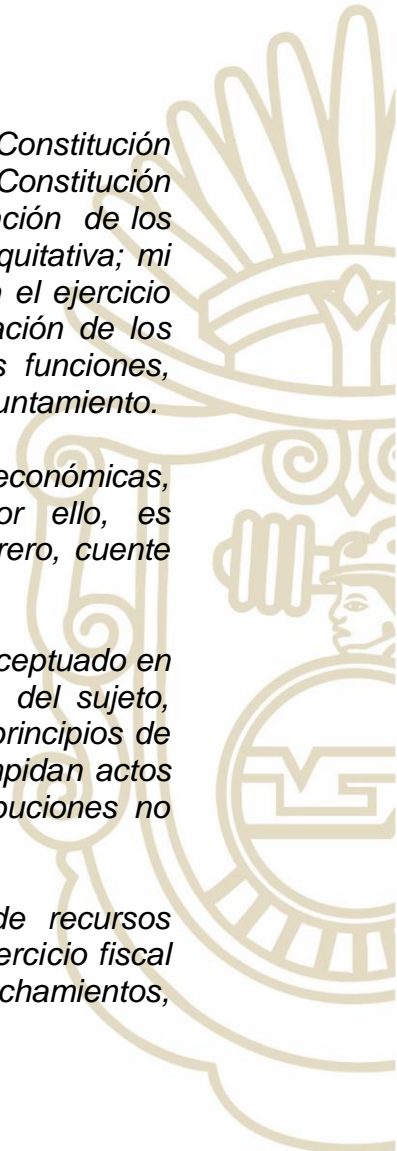 Constitución
Constitución
ción de los
quitativa; mi
el ejercicio
ación de los
funciones,
untamiento.
económicas,
or ello, es
rero, cuente
ceptuado en
del sujeto,
principios de
mpidan actos
buciones no
de recursos
ercicio fiscal
chamientos,